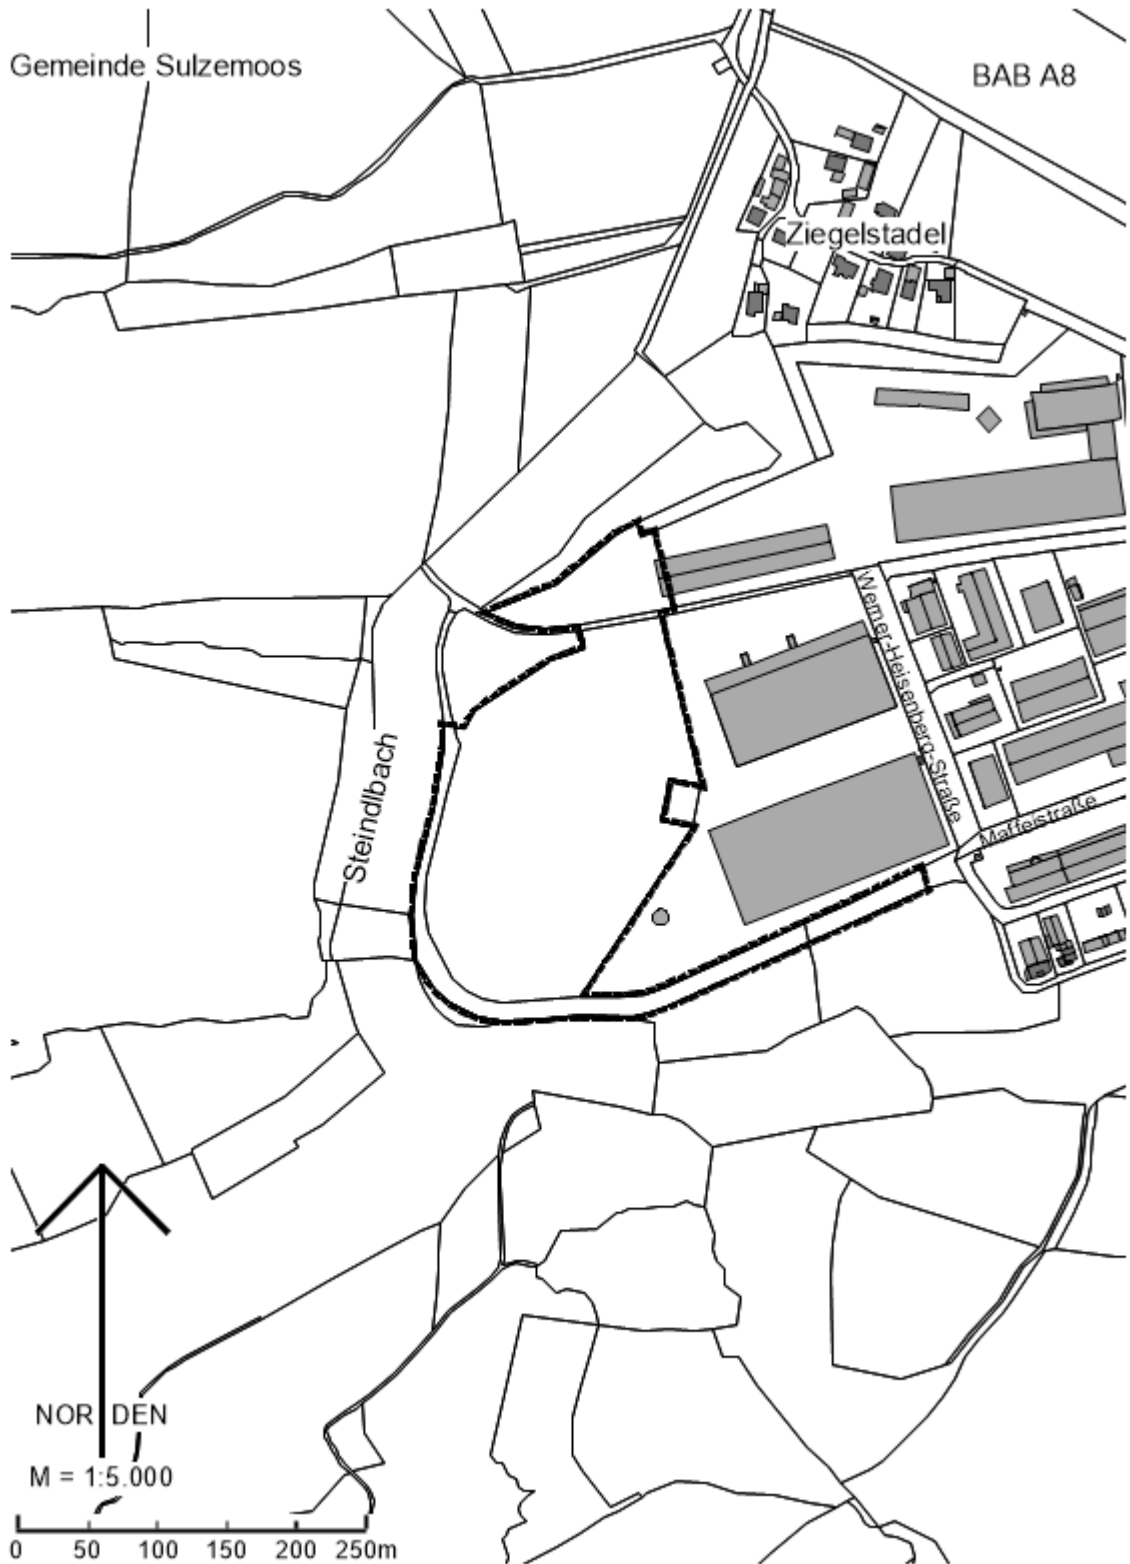 Gemeinde Sulzemoos
BAB A8
Ziegelstadel
Werner-Heisenberg-Straße
Steindlbach
Maffeistraße
NORDEN
M = 1:5.000
0 50 100 150 200 250m